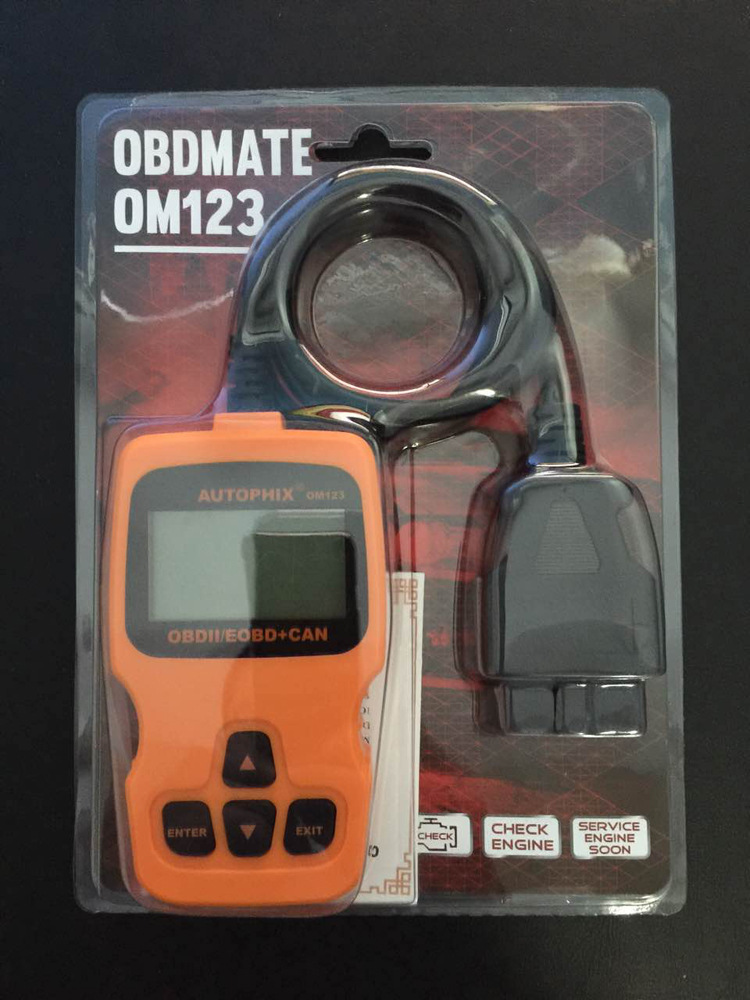 OBDMATE
OM123
AUTOPHIX® OM123
OBDII/EOBD+CAN
ENTER
EXIT
CHECK
CHECK
ENGINE
SERVICE
ENGINE
SOON